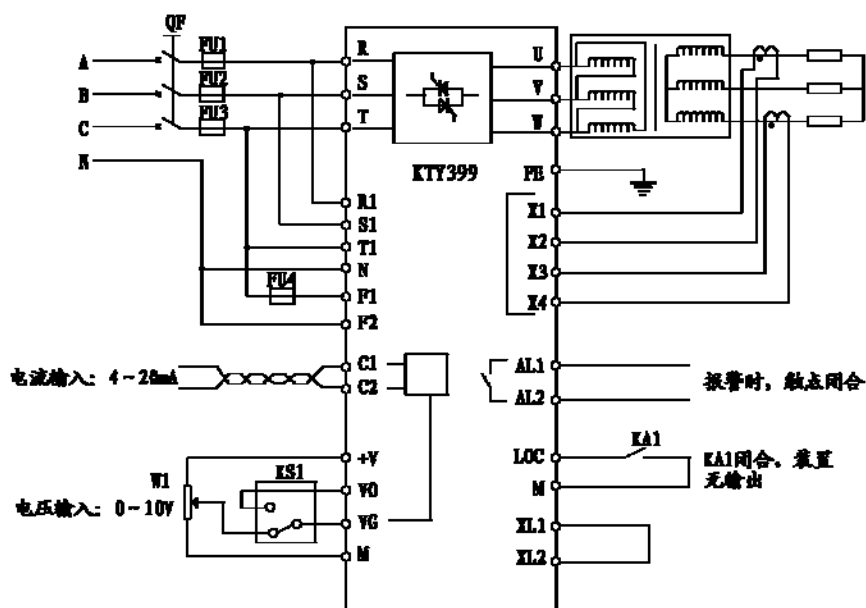 QF
A
FU1
R
U
B
FU2
S
V
C
FU3
T
W
N
KTY399
PE
R1
X1
S1
X2
T1
N
X3
FU4
F1
X4
F2
电流输入：4～20mA
C1
C2
AL1
AL2
报警时，触点闭合
+V
LOC
KA1
W1
KS1
V0
M
KA1闭合，装置
无输出
电压输入：0～10V
VG
XL1
M
XL2